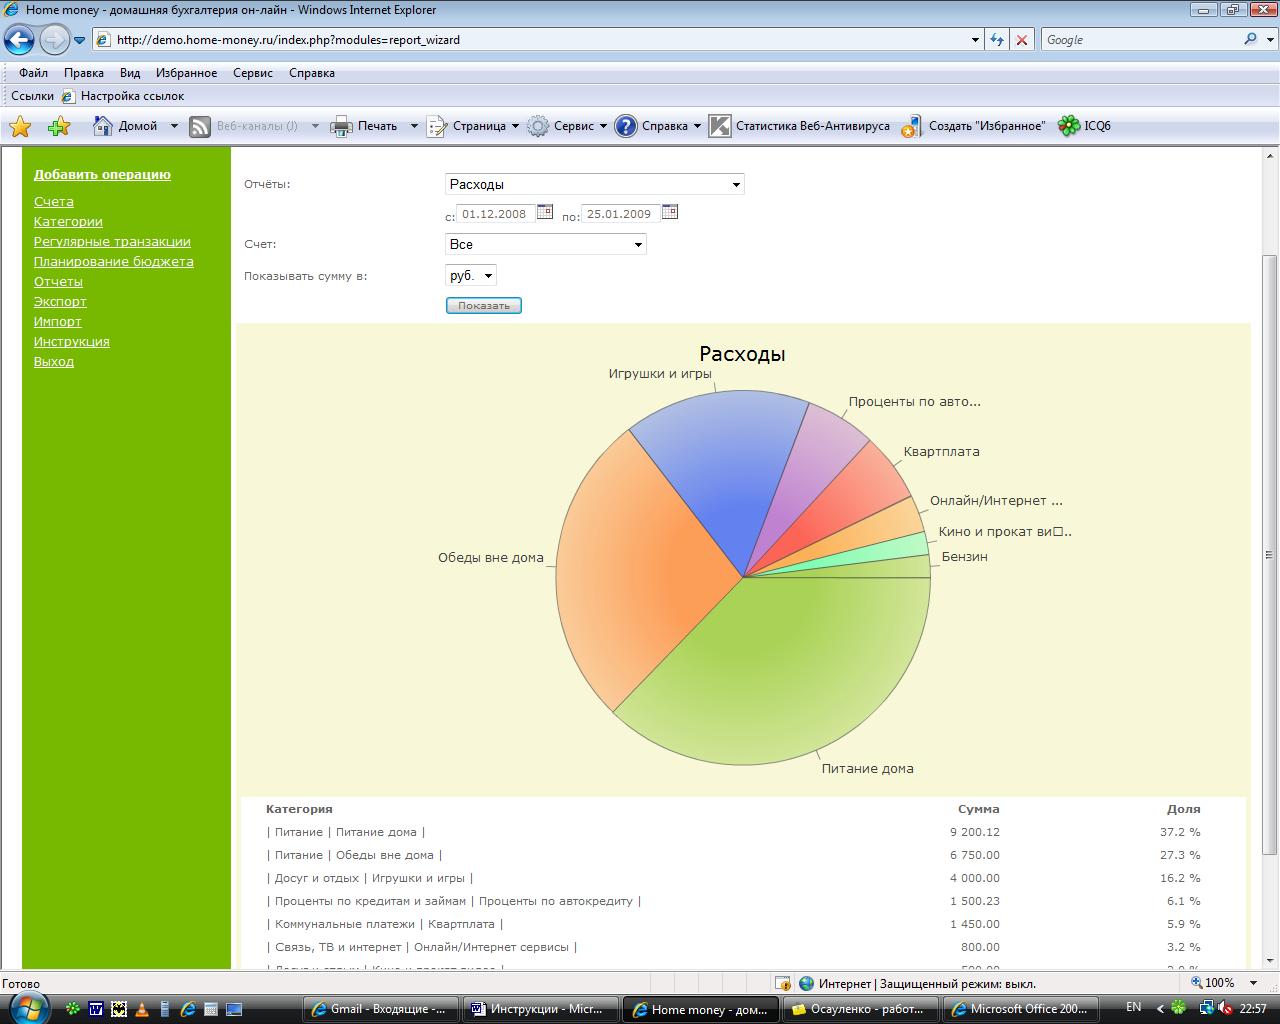 Home money - домашняя бухгалтерия он-лайн - Windows Internet Explorer
http://demo.home-money.ru/index.php?modules=report_wizard
Google
Файл Правка Вид Избранное Сервис Справка
Ссылки Настройка ссылок
Домой Веб-каналы (J) Печать Страница Сервис Справка Статистика Веб-Антивируса Создать "Избранное" ICQ6
Добавить операцию
Счета
Категории
Регулярные транзакции
Планирование бюджета
Отчеты
Экспорт
Импорт
Инструкция
Выход
Отчёты: Расходы
с: 01.12.2008 по: 25.01.2009
Счет: Все
Показывать сумму в: руб.
Показать
Расходы
Игрушки и игры
Проценты по авто...
Квартплата
Онлайн/Интернет ...
Кино и прокат ви□..
Бензин
Обеды вне дома
Питание дома
Категория Сумма Доля
| Питание | Питание дома | 9 200.12 37.2 %
| Питание | Обеды вне дома | 6 750.00 27.3 %
| Досуг и отдых | Игрушки и игры | 4 000.00 16.2 %
| Проценты по кредитам и займам | Проценты по автокредиту | 1 500.23 6.1 %
| Коммунальные платежи | Квартплата | 1 450.00 5.9 %
| Связь, ТВ и интернет | Онлайн/Интернет сервисы | 800.00 3.2 %
Готово
Интернет | Защищенный режим: выкл.
100%
Gmail - Входящие -... Инструкции - Micr... Home money - дом... Осауленко - работ... Microsoft Office 200... EN 22:57